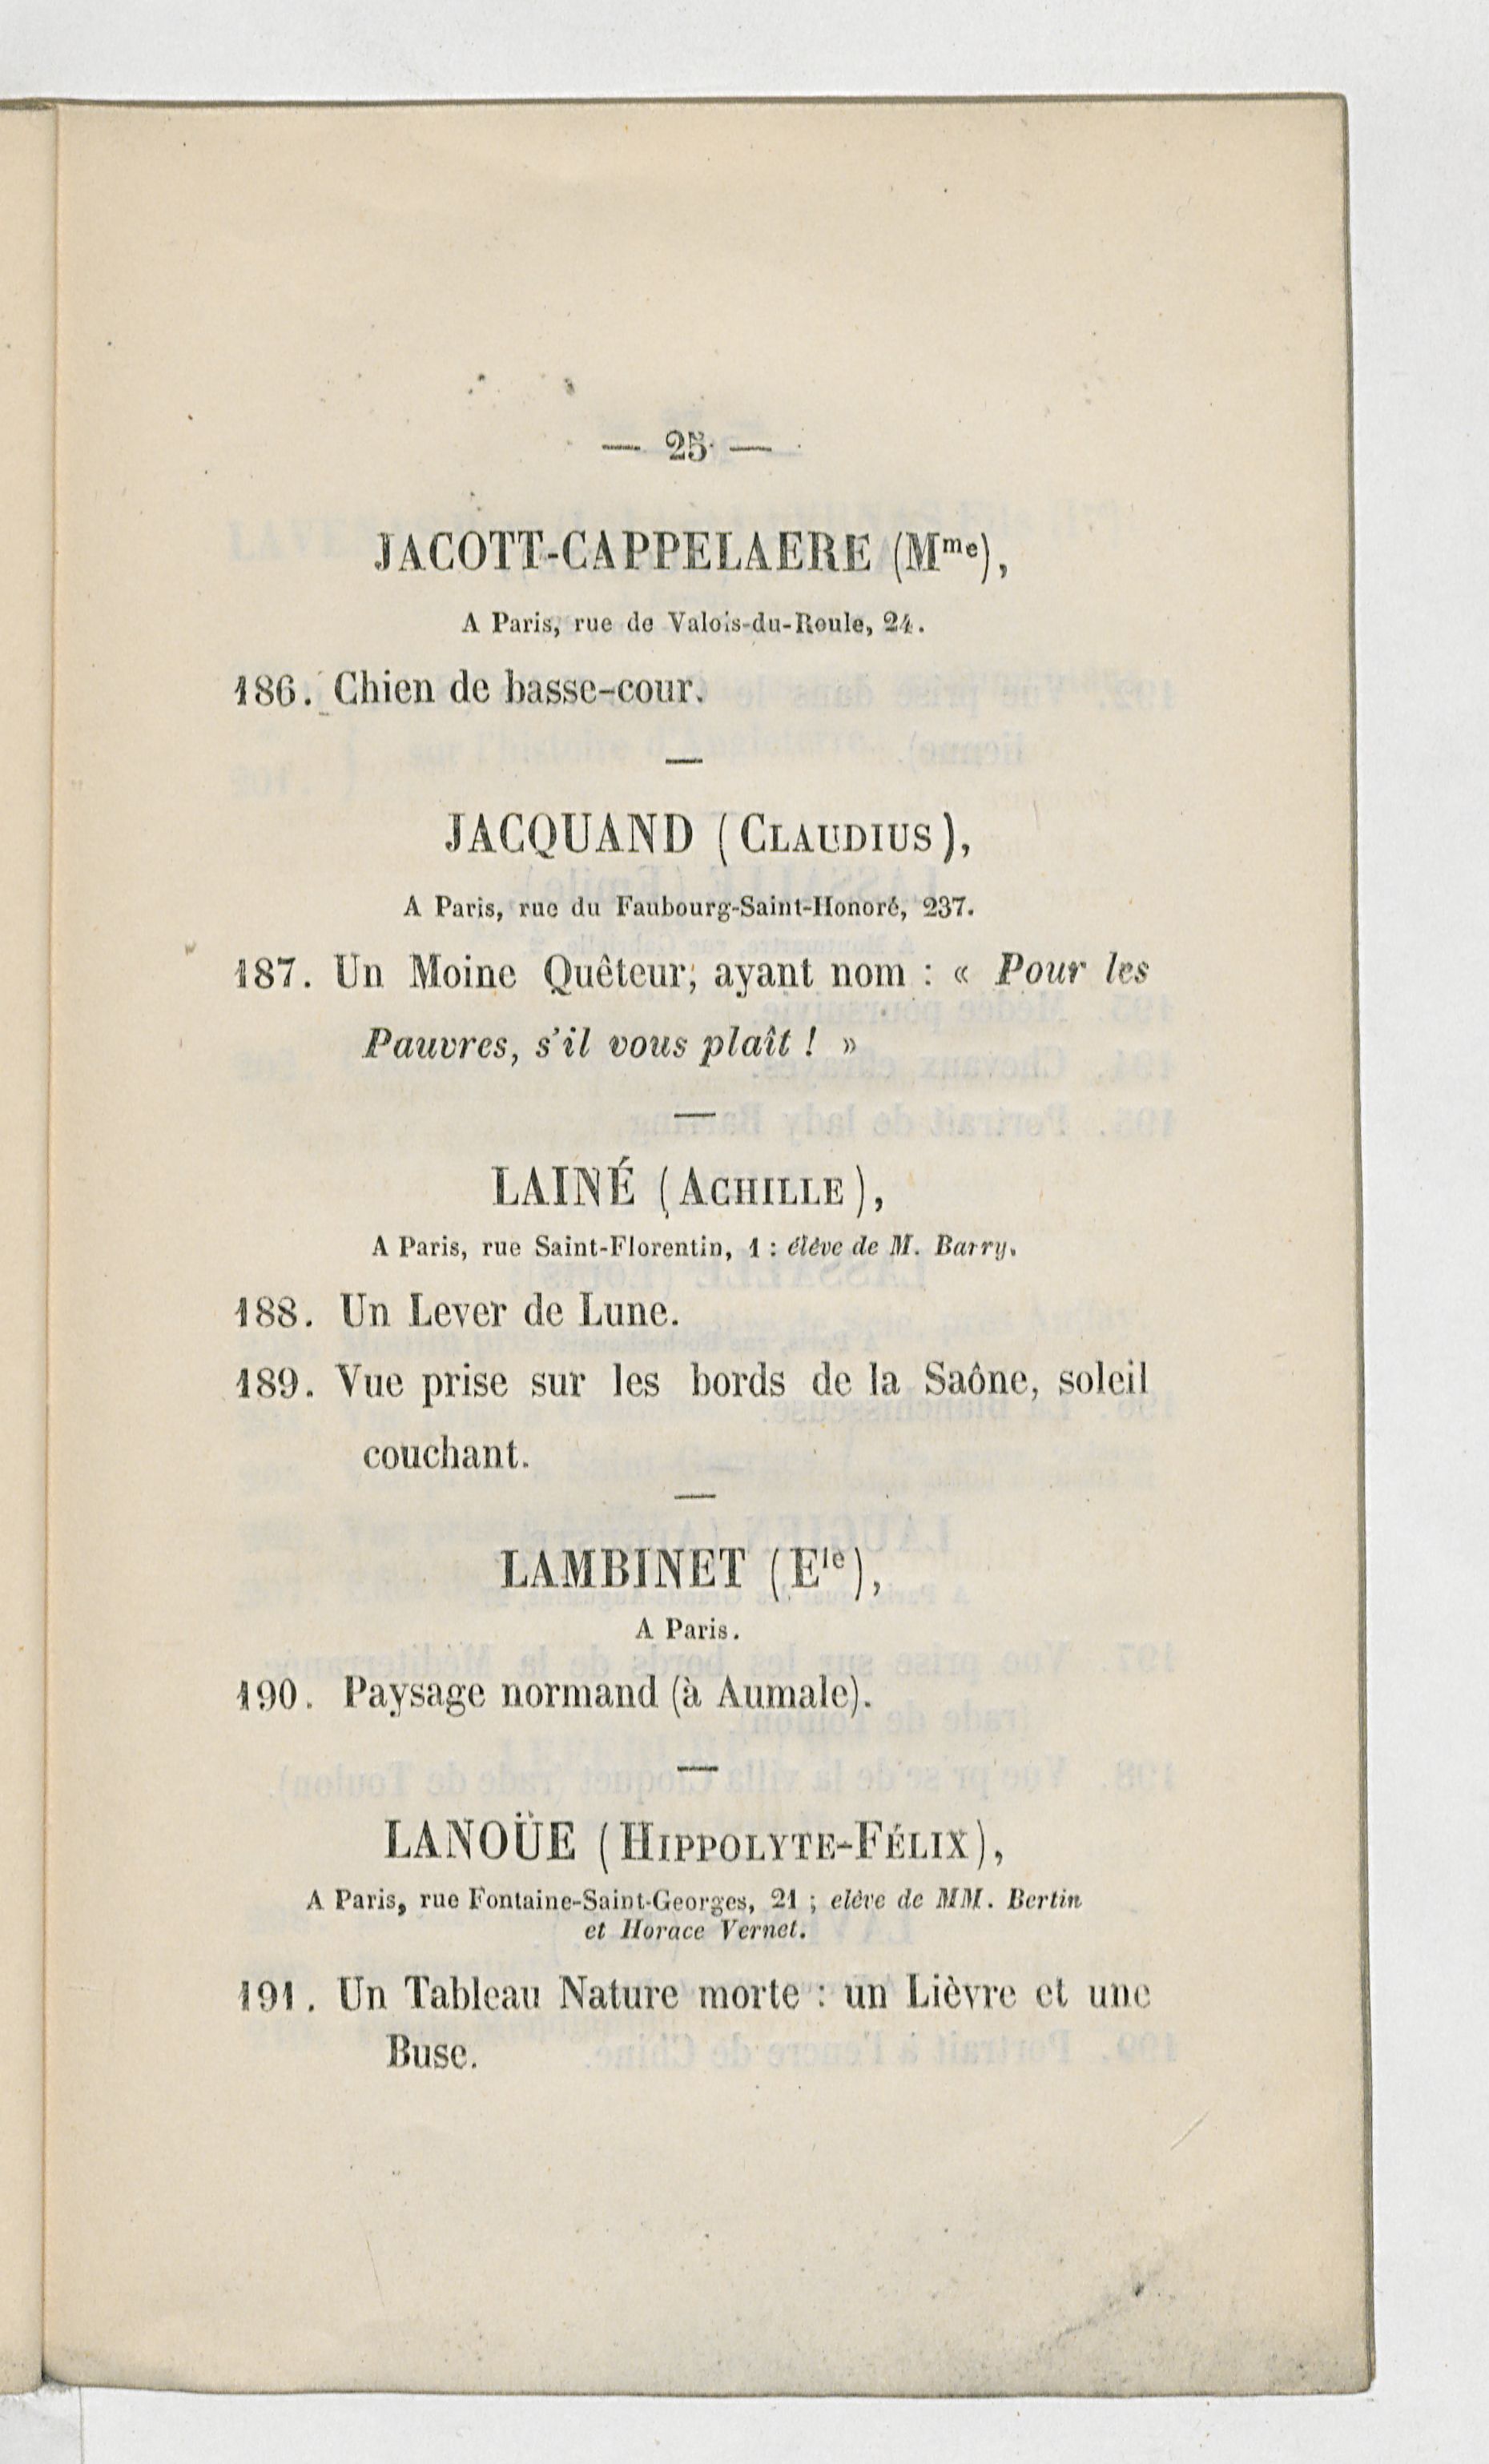 — 25 —
JACOTT-CAPPELAERE (Mme),
A Paris, rue de Valois-du-Roule, 24.
186. Chien de basse-cour.
—
JACQUAND (CLAUDIUS),
A Paris, rue du Faubourg-Saint-Honoré, 237.
187. Un Moine Quêteur, ayant nom : « Pour les
Pauvres, s'il vous plaît ! »
—
LAINÉ (ACHILLE),
A Paris, rue Saint-Florentin, 1 : élève de M. Barry.
188. Un Lever de Lune.
189. Vue prise sur les bords de la Saône, soleil
couchant.
—
LAMBINET (Ele),
A Paris.
190. Paysage normand (à Aumale).
—
LANOÜE (HIPPOLYTE-FÉLIX),
A Paris, rue Fontaine-Saint-Georges, 21 ; elève de MM. Bertin
et Horace Vernet.
191. Un Tableau Nature morte : un Lièvre et une
Buse.